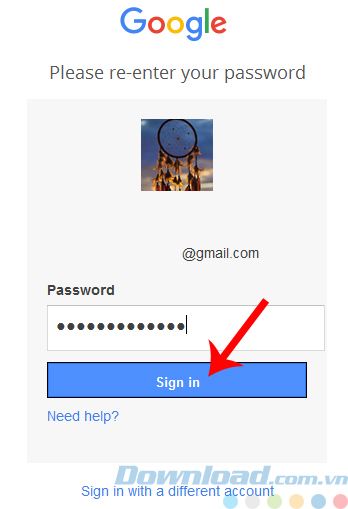 Google
Please re-enter your password
@gmail.com
Password
●●●●●●●●●●●●●
Sign in
Need help?
Download.com.vn
Sign in with a different account